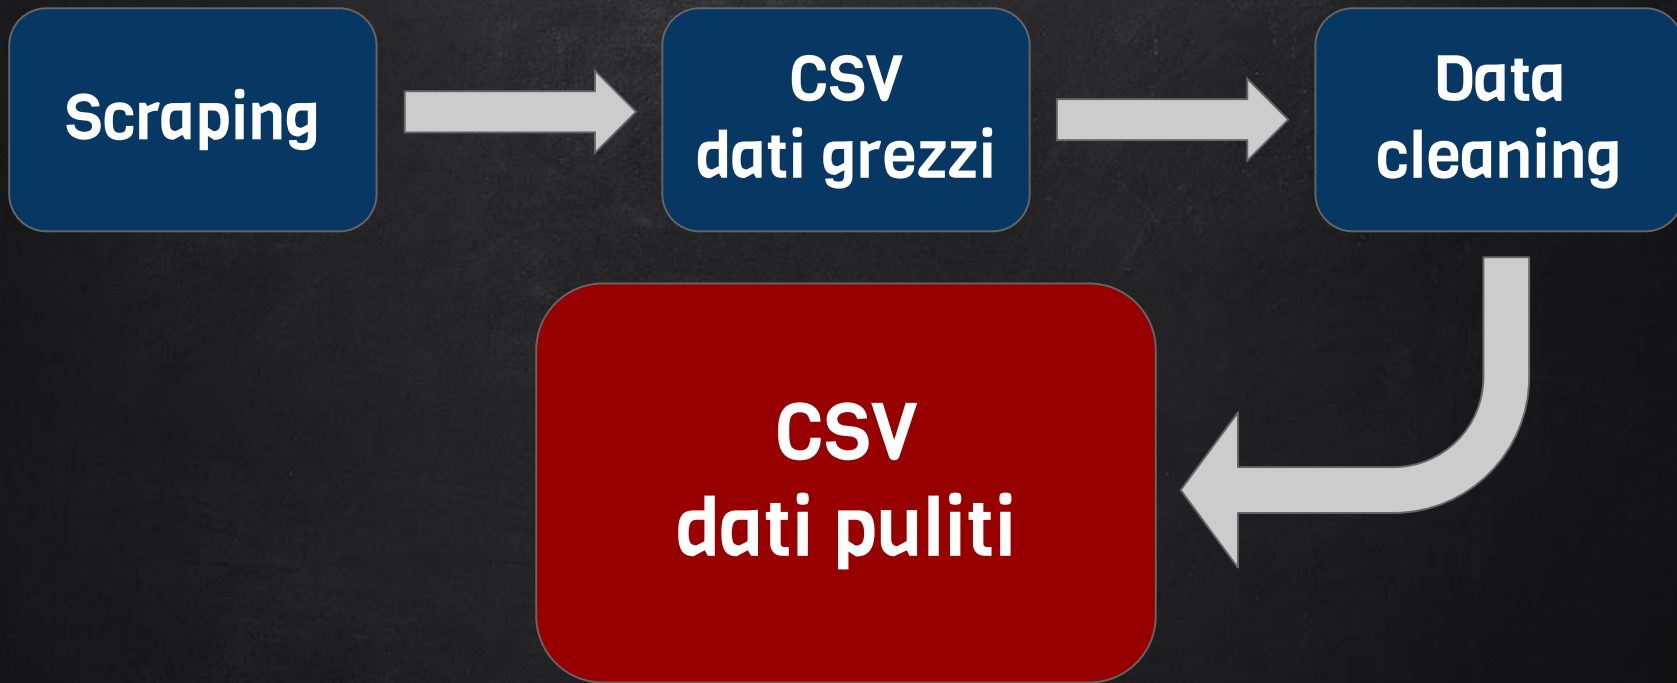 Scraping
CSV
dati grezzi
Data
cleaning
CSV
dati puliti